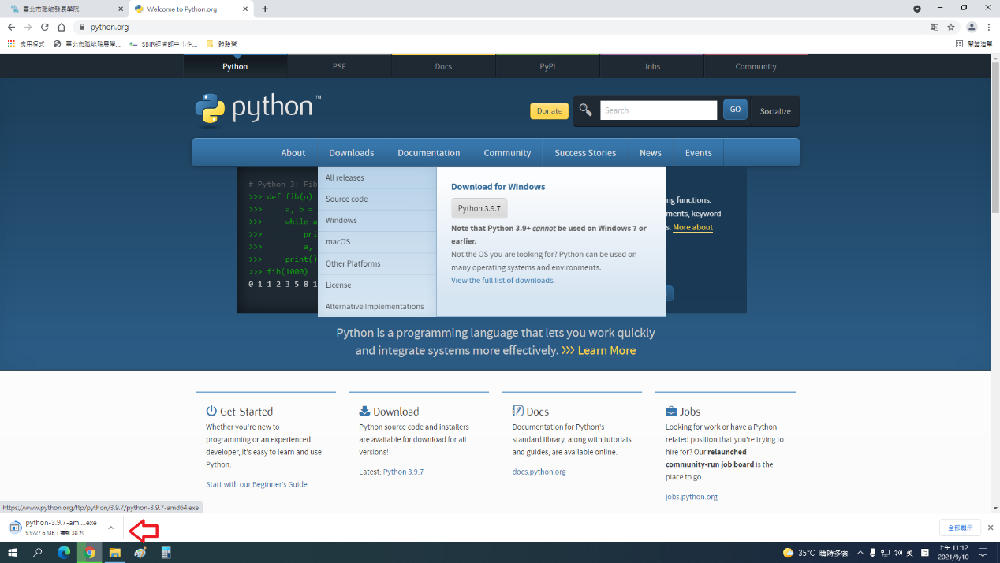 臺北市職能發展學院
Welcome to Python.org
python.org
應用程式
臺北市職能發展學...
SBIR經濟部中小企...
體驗營
閱讀清單
Python
PSF
Docs
PyPI
Jobs
Community
python™
Donate
Search
GO
Socialize
About
Downloads
Documentation
Community
Success Stories
News
Events
# Python 3: Fib
>>> def fib(n):
>>> a, b =
>>> while a
>>> pri
>>> a,
>>> print()
>>> fib(1000)
0 1 1 2 3 5 8 1
All releases
Source code
Windows
macOS
Other Platforms
License
Alternative Implementations
Download for Windows
Python 3.9.7
Note that Python 3.9+ cannot be used on Windows 7 or
earlier.
Not the OS you are looking for? Python can be used on
many operating systems and environments.
View the full list of downloads.
ng functions.
ments, keyword
s. More about
Python is a programming language that lets you work quickly
and integrate systems more effectively. >>> Learn More
Get Started
Whether you're new to
programming or an experienced
developer, it's easy to learn and use
Python.
Start with our Beginner's Guide
Download
Python source code and installers
are available for download for all
versions!
Latest: Python 3.9.7
Docs
Documentation for Python's
standard library, along with tutorials
and guides, are available online.
docs.python.org
Jobs
Looking for work or have a Python
related position that you're trying to
hire for? Our relaunched
community-run job board is the
place to go.
jobs.python.org
https://www.python.org/ftp/python/3.9.7/python-3.9.7-amd64.exe
python-3.9.7-am....exe
9.9/27.6 MB，還剩 38 秒
全部顯示
35°C 晴時多雲
英
上午 11:12
2021/9/10